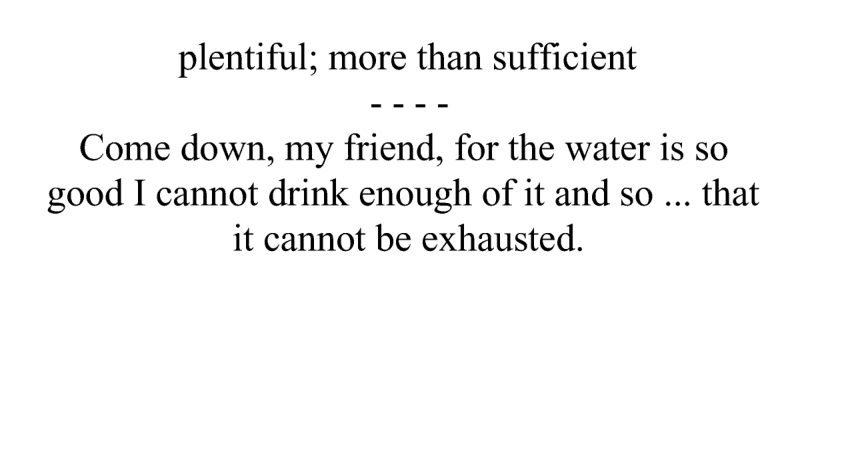 plentiful; more than sufficient
- - - -
Come down, my friend, for the water is so
good I cannot drink enough of it and so ... that
it cannot be exhausted.